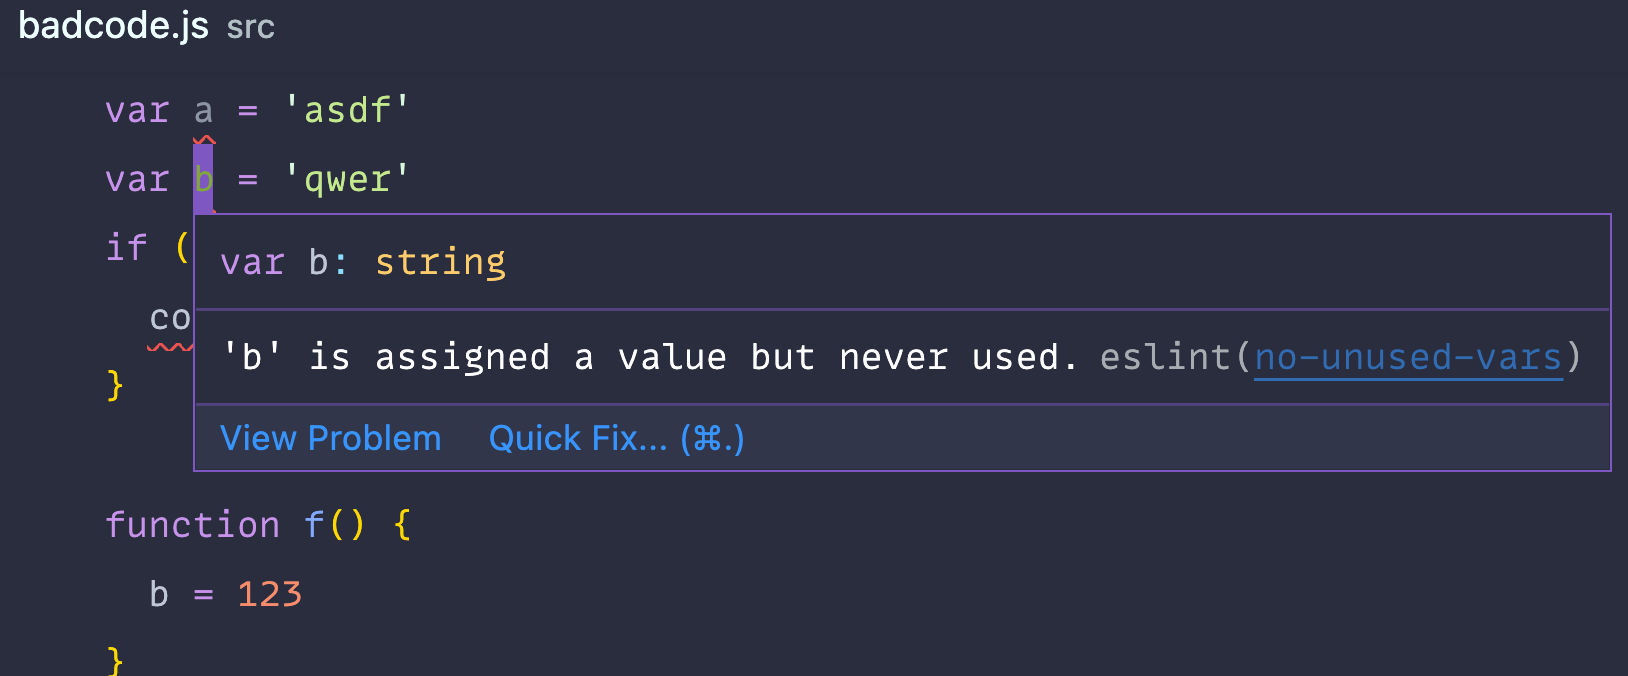 badcode.js src
var a = 'asdf'
var b = 'qwer'
if (
var b: string
co
'b' is assigned a value but never used. eslint(no-unused-vars)
}
View Problem Quick Fix... (⌘.)
function f() {
b = 123
}